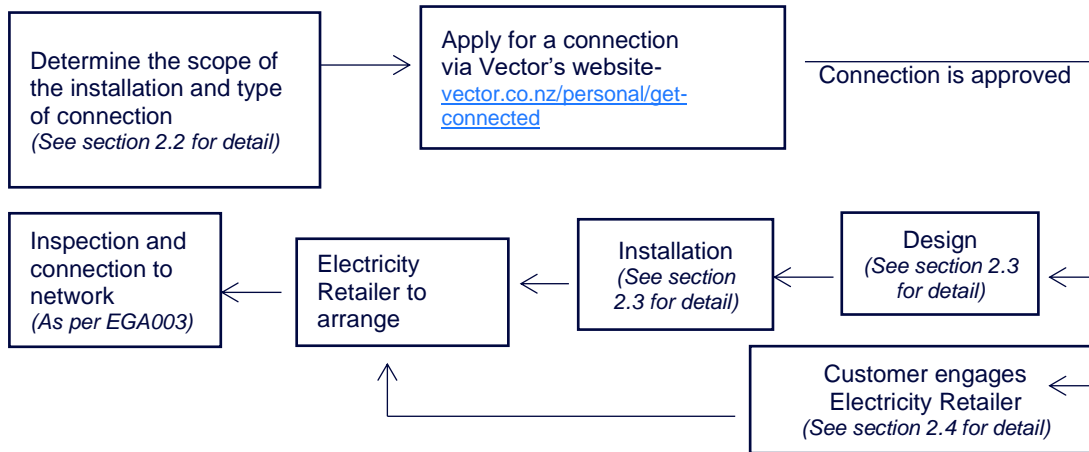 Determine the scope of
the installation and type
of connection
(See section 2.2 for detail)
Apply for a connection
via Vector’s website-
vector.co.nz/personal/get-
connected
Connection is approved
Design
(See section 2.3
for detail)
Installation
(See section
2.3 for detail)
Electricity
Retailer to
arrange
Inspection and
connection to
network
(As per EGA003)
Customer engages
Electricity Retailer
(See section 2.4 for detail)